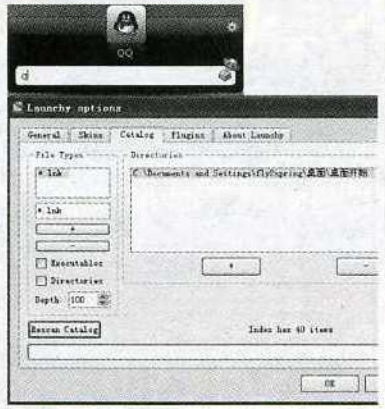 QQ
q
Launchy options
General Skins Catalog Plugins About Launchy
File Types
Directories
*.lnk
C:\Documents and Settings\flySpring\桌面\桌面开始
*.lnk
+
-
+
-
Executables
Directories
Depth: 100
Rescan Catalog
Index has 40 items
OK